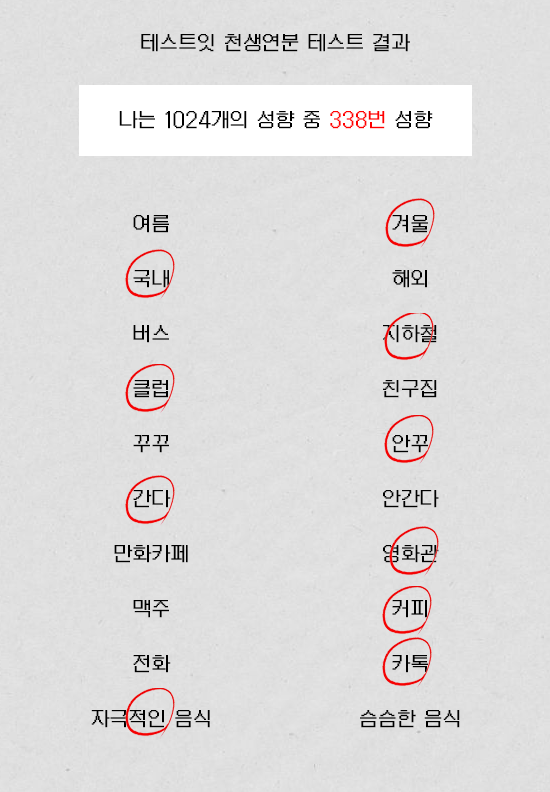 테스트잇 천생연분 테스트 결과
나는 1024개의 성향 중 338번 성향
여름 겨울
국내 해외
버스 지하철
클럽 친구집
꾸꾸 안꾸
간다 안간다
만화카페 영화관
맥주 커피
전화 카톡
자극적인 음식 슴슴한 음식